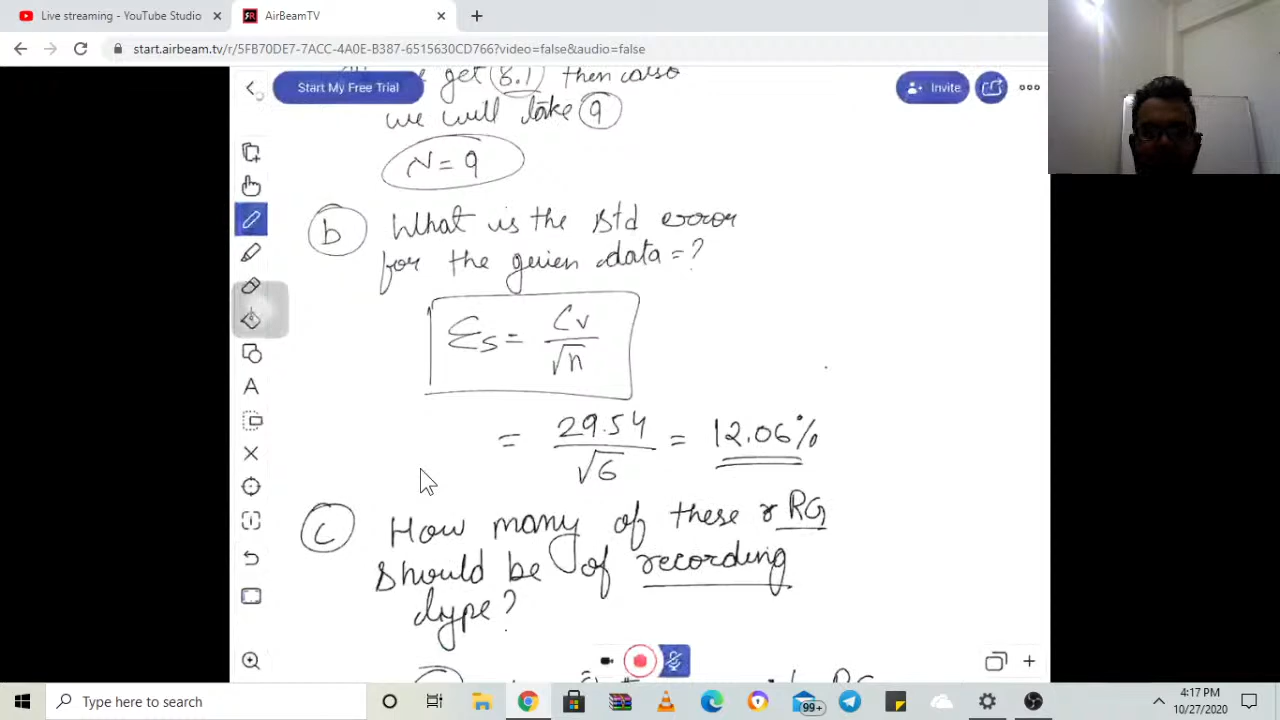 Live streaming - YouTube Studio
AirBeamTV
start.airbeam.tv/r/5FB70DE7-7ACC-4A0E-B387-6515630CD766?video=false&audio=false
Start My Free Trial
Invite
get 8.1 then also
we will take 9
N = 9
b What is the std error
for the given data = ?
Es = Cv / √n
= 29.54 / √6 = 12.06%
c How many of these RG
should be of recording
type?
RG
A
Type here to search
99+
4:17 PM
10/27/2020